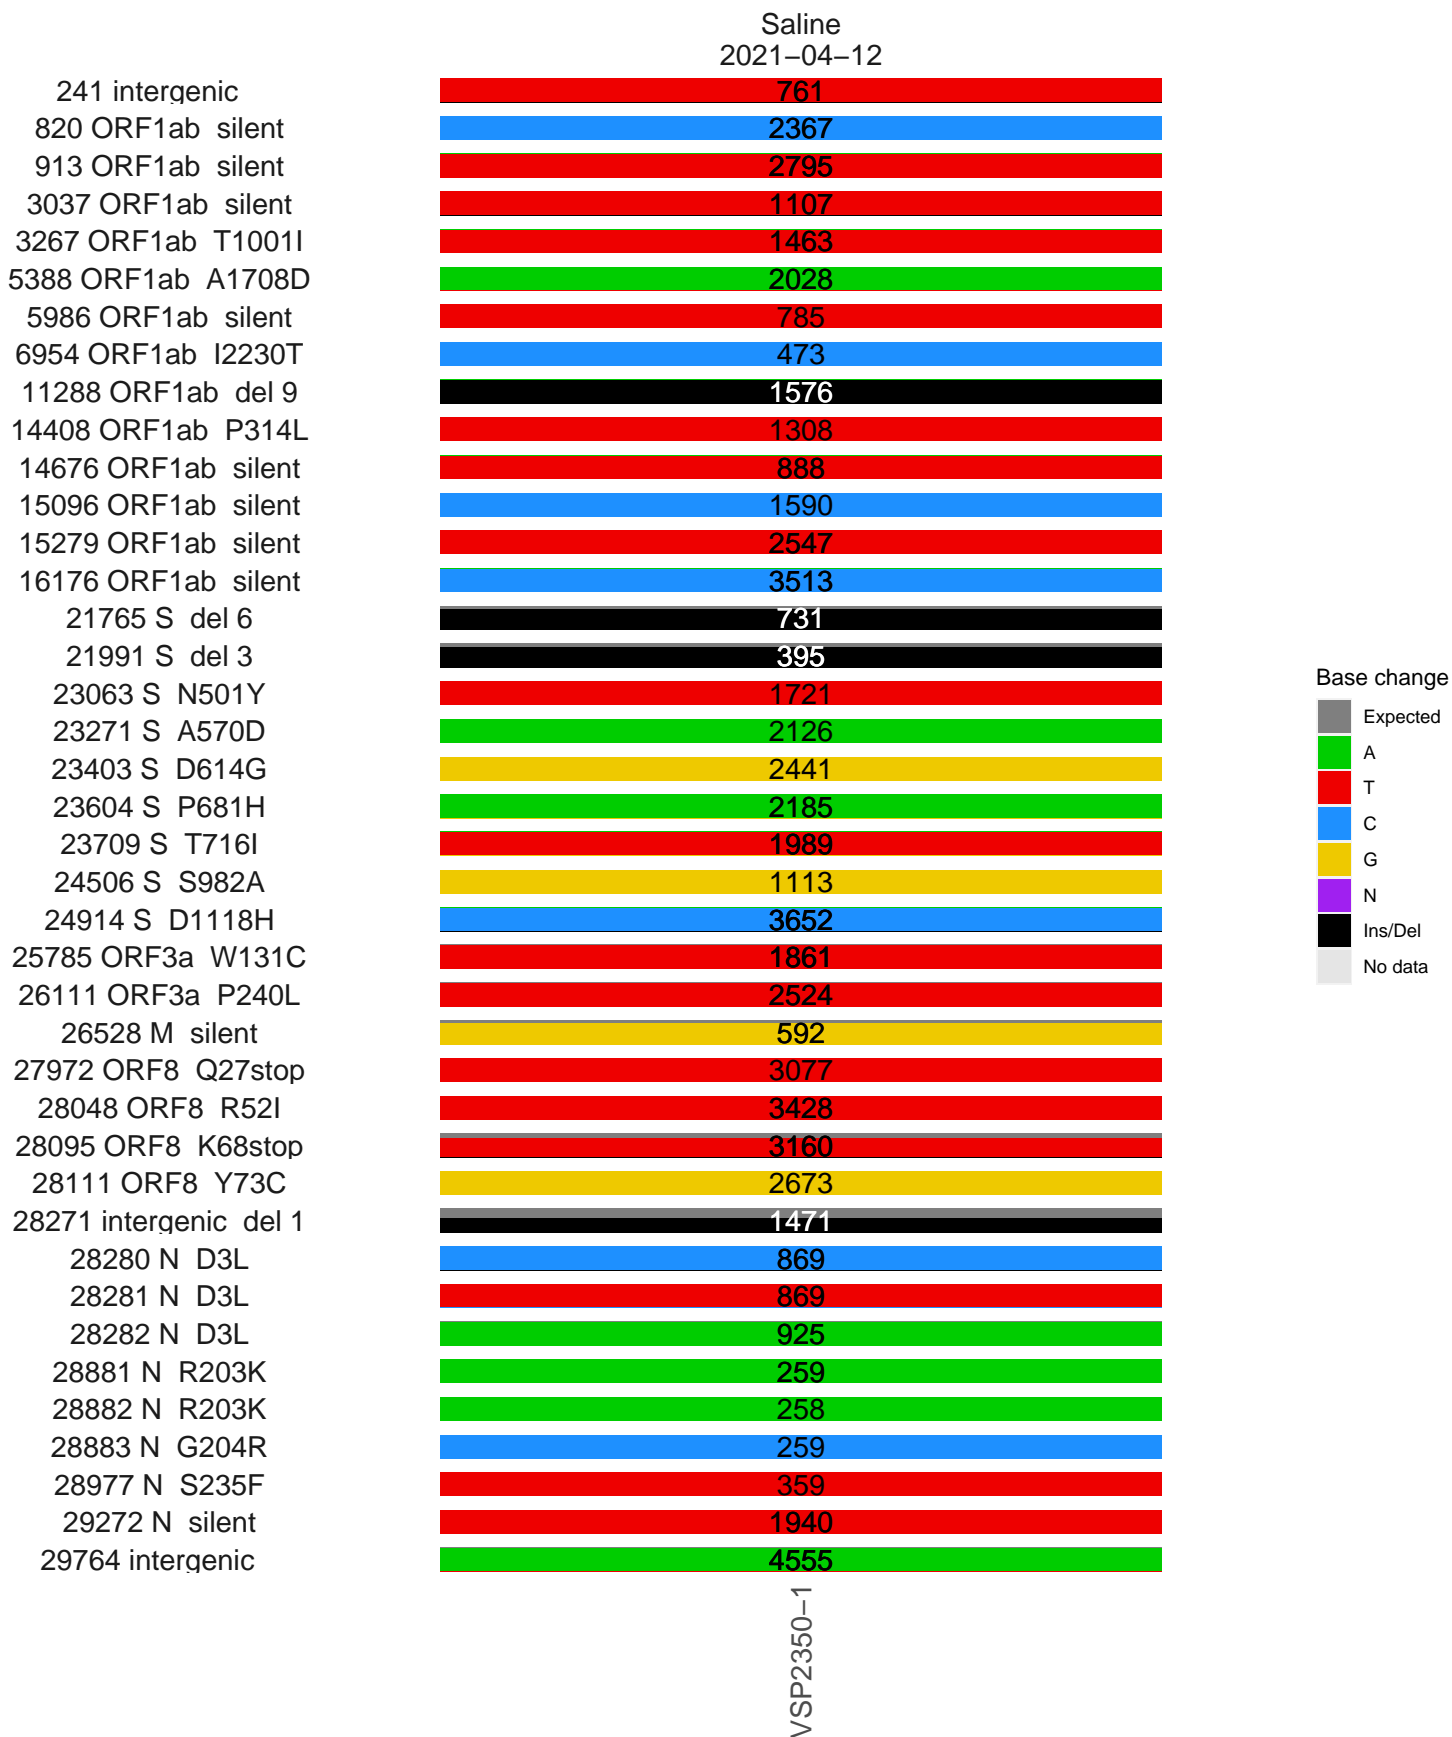 Saline
2021−04−12
241 intergenic 761
820 ORF1ab silent 2367
913 ORF1ab silent 2795
3037 ORF1ab silent 1107
3267 ORF1ab T1001I 1463
5388 ORF1ab A1708D 2028
5986 ORF1ab silent 785
6954 ORF1ab I2230T 473
11288 ORF1ab del 9 1576
14408 ORF1ab P314L 1308
14676 ORF1ab silent 888
15096 ORF1ab silent 1590
15279 ORF1ab silent 2547
16176 ORF1ab silent 3513
21765 S del 6 731
21991 S del 3 395
23063 S N501Y 1721
23271 S A570D 2126
23403 S D614G 2441
23604 S P681H 2185
23709 S T716I 1989
24506 S S982A 1113
24914 S D1118H 3652
25785 ORF3a W131C 1861
26111 ORF3a P240L 2524
26528 M silent 592
27972 ORF8 Q27stop 3077
28048 ORF8 R52I 3428
28095 ORF8 K68stop 3160
28111 ORF8 Y73C 2673
28271 intergenic del 1 1471
28280 N D3L 869
28281 N D3L 869
28282 N D3L 925
28881 N R203K 259
28882 N R203K 258
28883 N G204R 259
28977 N S235F 359
29272 N silent 1940
29764 intergenic 4555
VSP2350−1
Base change
Expected
A
T
C
G
N
Ins/Del
No data